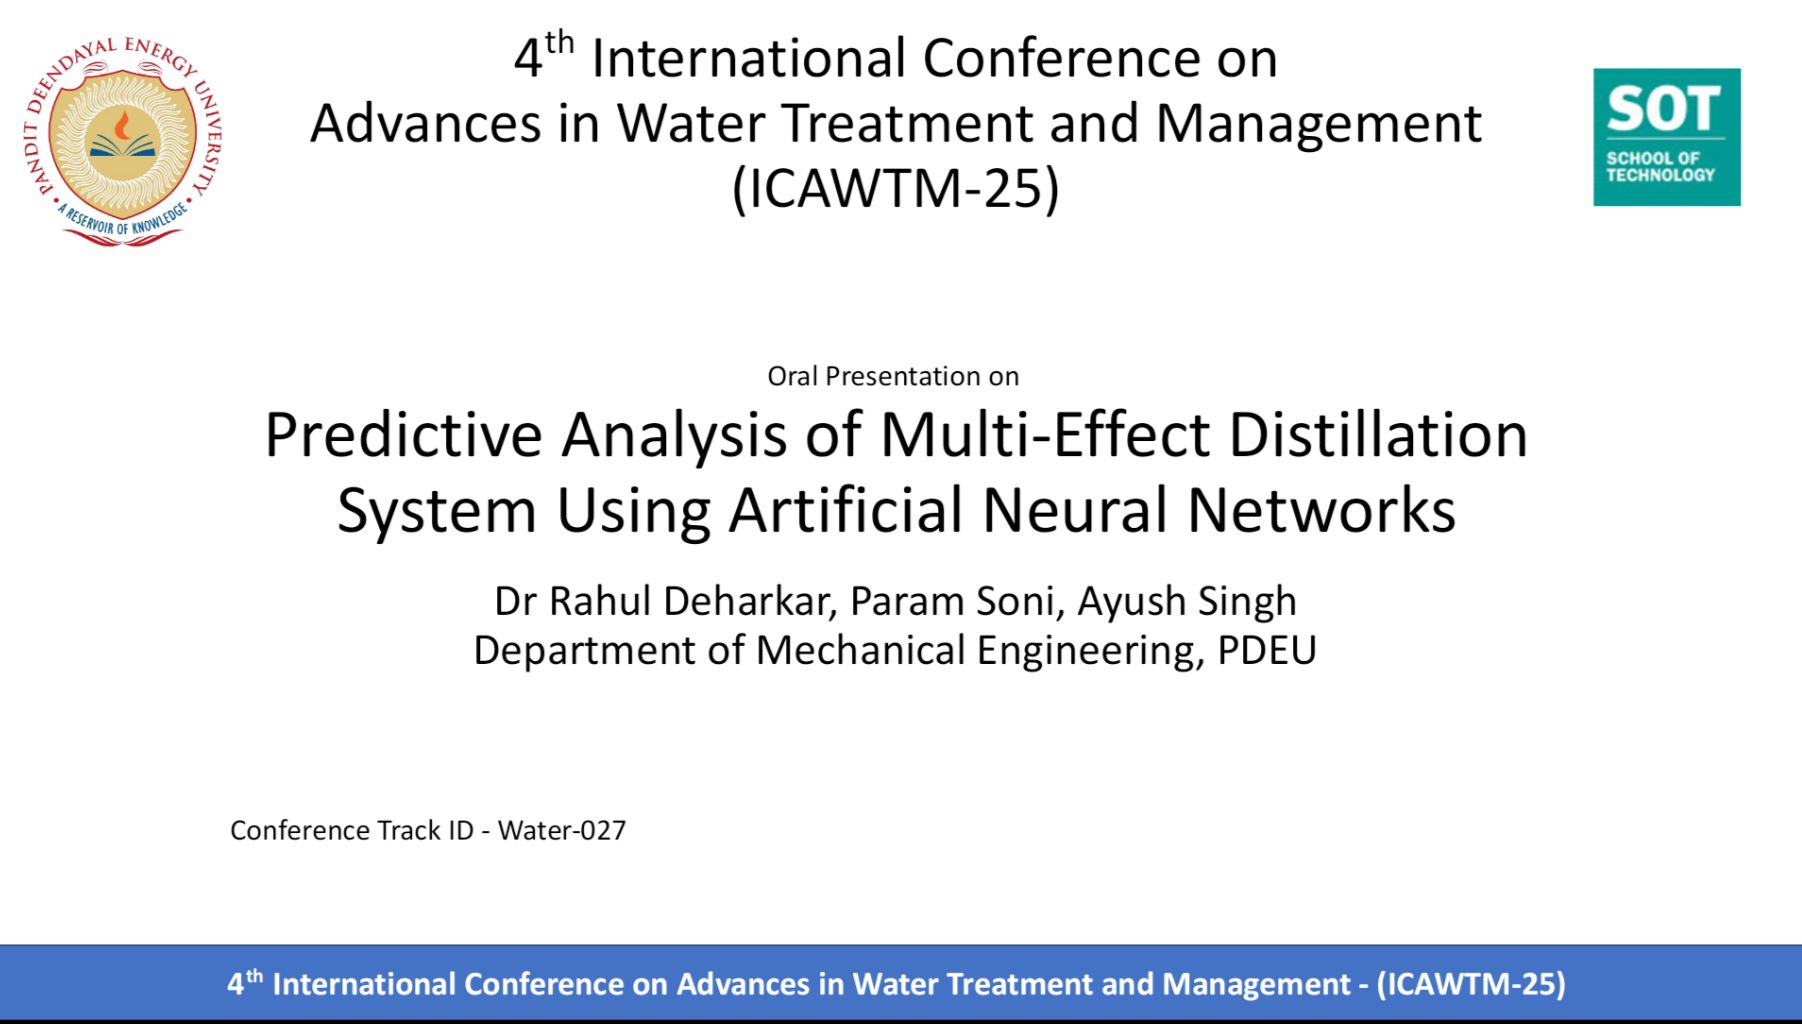 PANDIT DEENDAYAL ENERGY UNIVERSITY
A RESERVOIR OF KNOWLEDGE
4th International Conference on
Advances in Water Treatment and Management
(ICAWTM-25)
SOT
SCHOOL OF
TECHNOLOGY
Oral Presentation on
Predictive Analysis of Multi-Effect Distillation
System Using Artificial Neural Networks
Dr Rahul Deharkar, Param Soni, Ayush Singh
Department of Mechanical Engineering, PDEU
Conference Track ID - Water-027
4th International Conference on Advances in Water Treatment and Management - (ICAWTM-25)